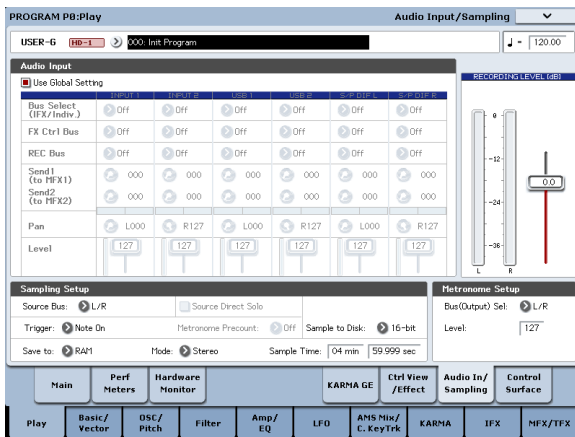 PROGRAM P0:Play Audio Input/Sampling
USER-G HD-1 000: Init Program ♩ = 120.00
Audio Input
Use Global Setting
RECORDING LEVEL [dB]
INPUT 1 INPUT 2 USB 1 USB 2 S/P DIF L S/P DIF R
Bus Select
(IFX/Indiv.)
Off Off Off Off Off Off
FX Ctrl Bus Off Off Off Off Off Off
REC Bus Off Off Off Off Off Off
Send1
(to MFX1)
000 000 000 000 000 000
Send2
(to MFX2)
000 000 000 000 000 000
Pan L000 R127 L000 R127 L000 R127
Level 127 127 127 127 127 127
0
-12
-24
-36
0.0
L R
Sampling Setup
Source Bus: L/R Source Direct Solo
Trigger: Note On Metronome Precount: Off Sample to Disk: 16-bit
Save to: RAM Mode: Stereo Sample Time: 04 min 59.999 sec
Metronome Setup
Bus(Output) Sel: L/R
Level: 127
Main
Perf
Meters
Hardware
Monitor
KARMA GE
Ctrl View
/Effect
Audio In/
Sampling
Control
Surface
Play
Basic/
Vector
OSC/
Pitch
Filter
Amp/
EQ
LFO
AMS Mix/
C. KeyTrk
KARMA
IFX
MFX/TFX